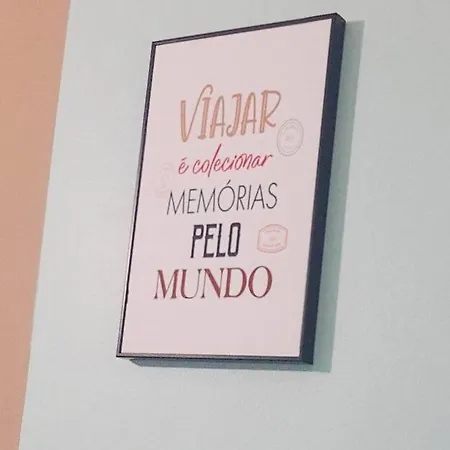 VIAJAR
é colecionar
MEMÓRIAS
PELO
MUNDO